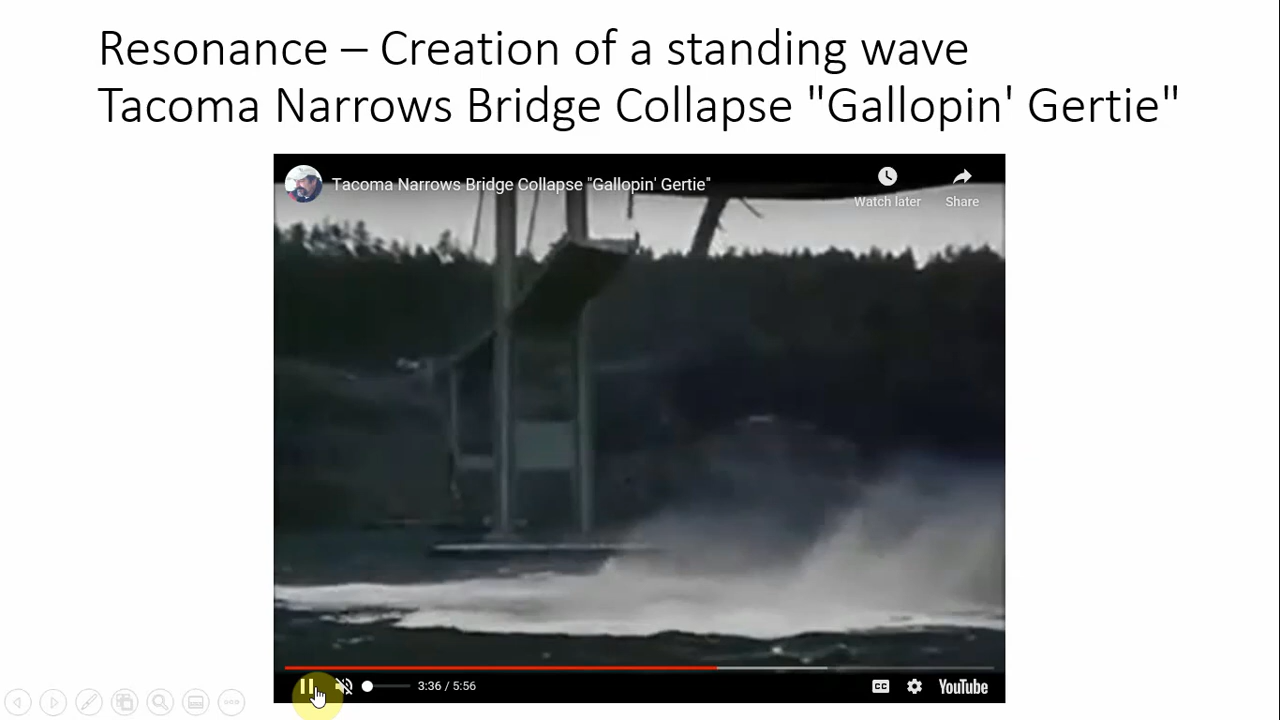 Resonance – Creation of a standing wave
Tacoma Narrows Bridge Collapse "Gallopin' Gertie"
Tacoma Narrows Bridge Collapse "Gallopin' Gertie"
Watch later
Share
3:36 / 5:56
CC
YouTube